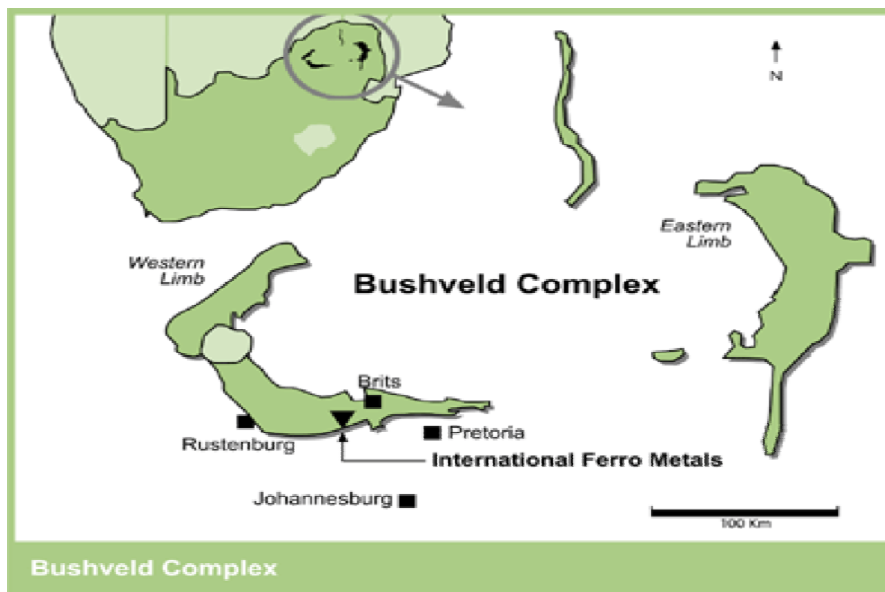 N
Eastern
Limb
Western
Limb
Bushveld Complex
Brits
Rustenburg
Pretoria
International Ferro Metals
Johannesburg
100 Km
Bushveld Complex